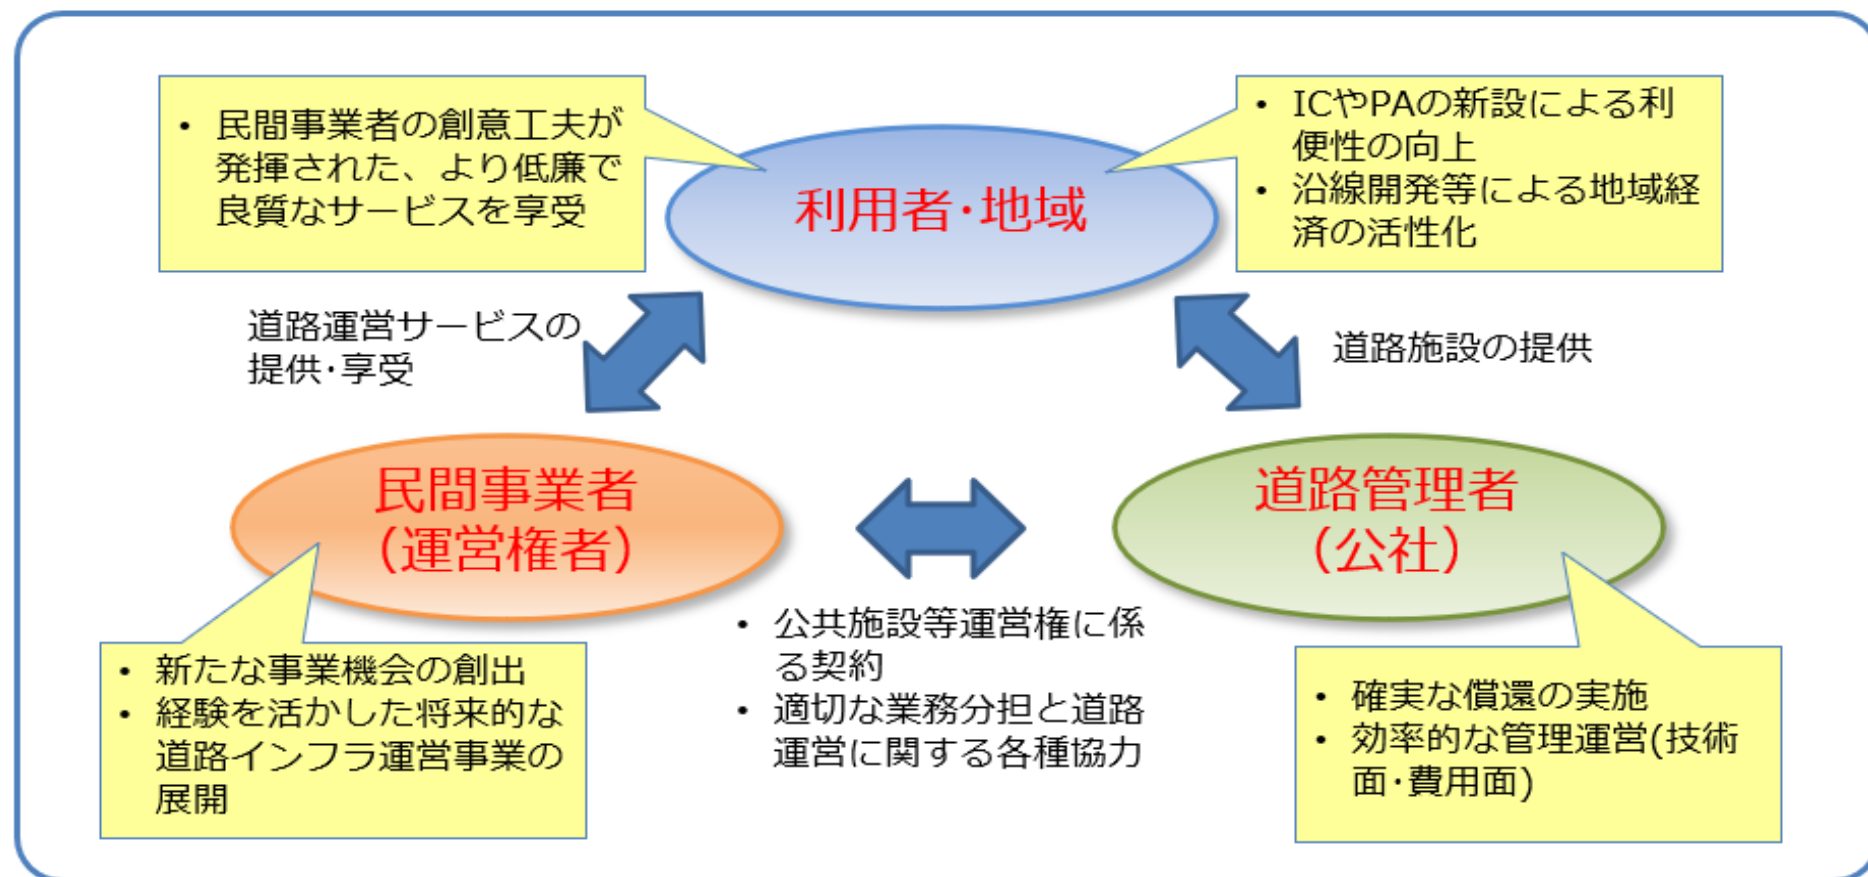 • 民間事業者の創意工夫が
発揮された、より低廉で
良質なサービスを享受
• ICやPAの新設による利
便性の向上
• 沿線開発等による地域経
済の活性化
利用者･地域
道路運営サービスの
提供･享受
道路施設の提供
民間事業者
（運営権者）
道路管理者
（公社）
• 公共施設等運営権に係
る契約
• 適切な業務分担と道路
運営に関する各種協力
• 新たな事業機会の創出
• 経験を活かした将来的な
道路インフラ運営事業の
展開
• 確実な償還の実施
• 効率的な管理運営(技術
面･費用面)